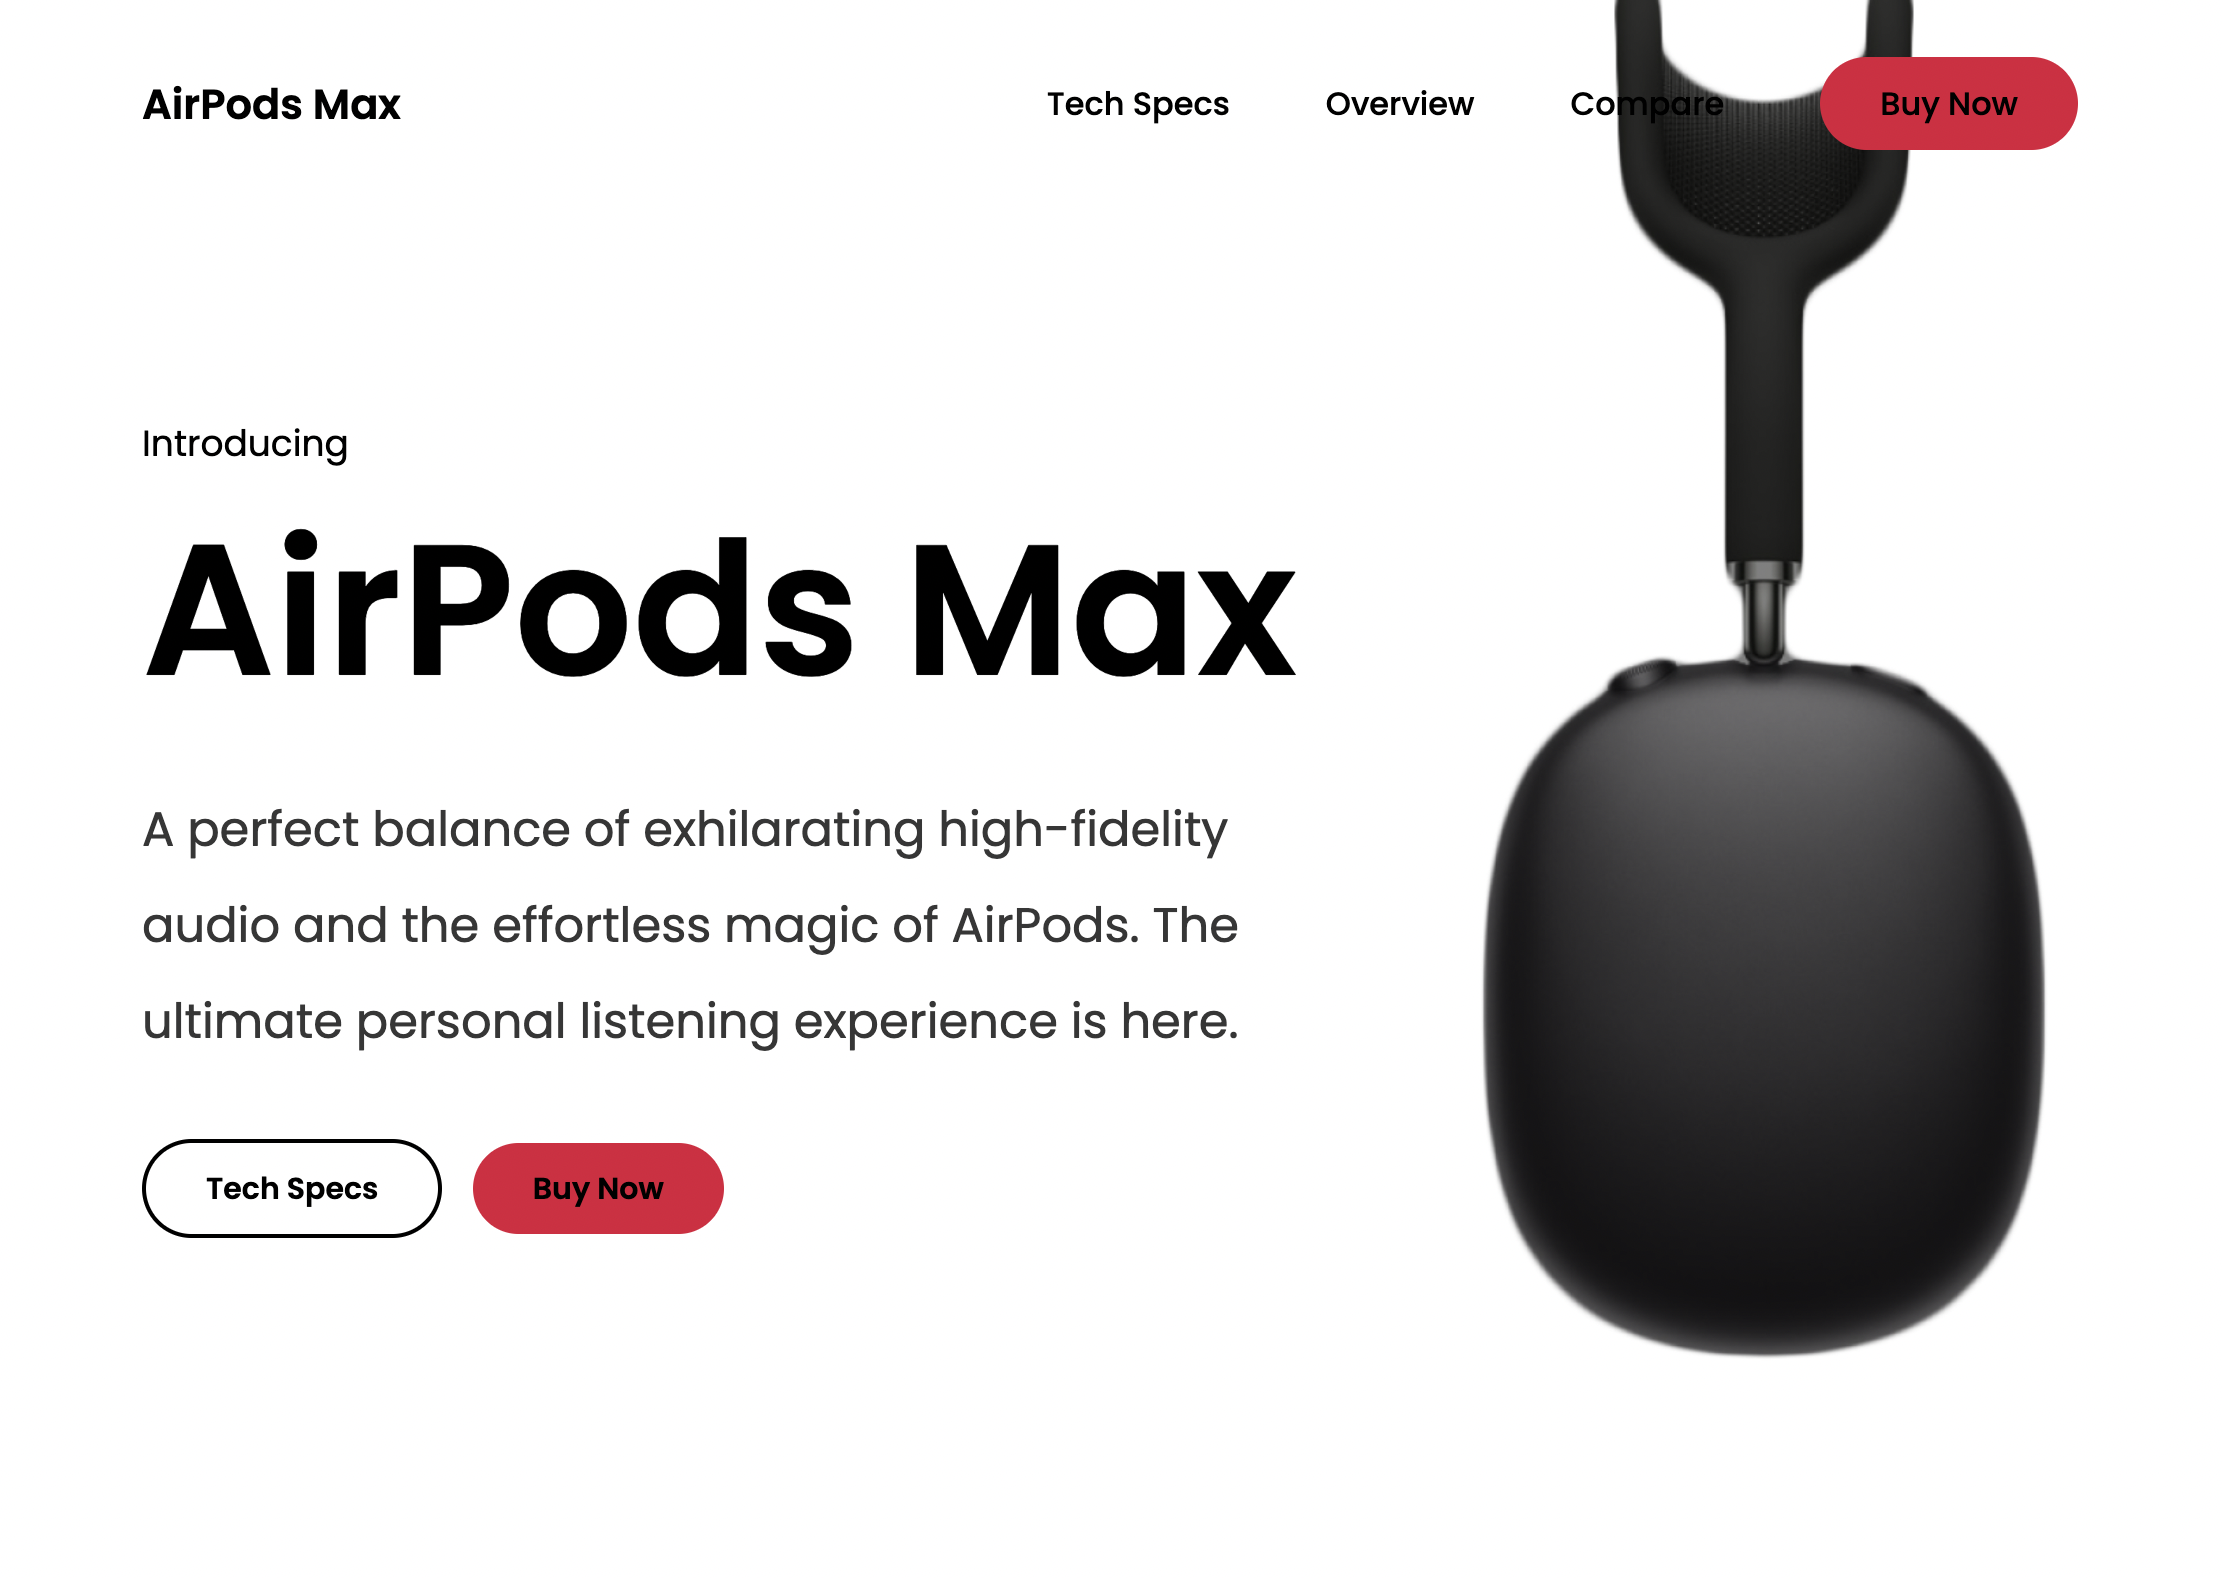 AirPods Max
Tech Specs
Overview
Compare
Buy Now
Introducing
AirPods Max
A perfect balance of exhilarating high-fidelity
audio and the effortless magic of AirPods. The
ultimate personal listening experience is here.
Tech Specs
Buy Now